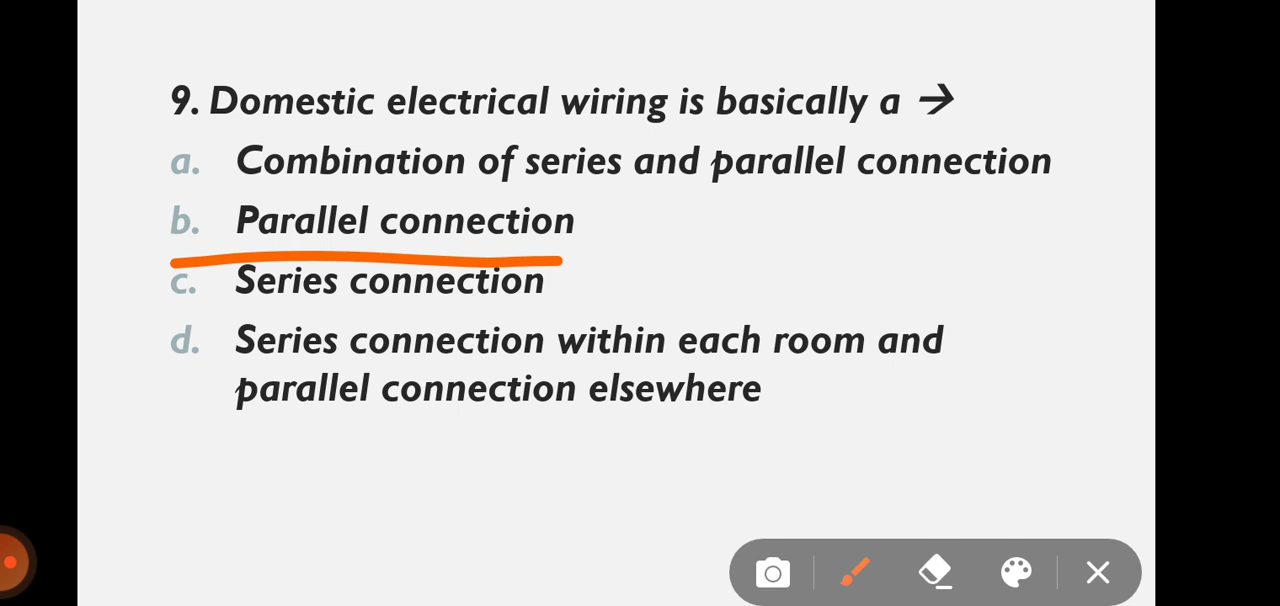 9. Domestic electrical wiring is basically a →
a. Combination of series and parallel connection
b. Parallel connection
c. Series connection
d. Series connection within each room and
parallel connection elsewhere